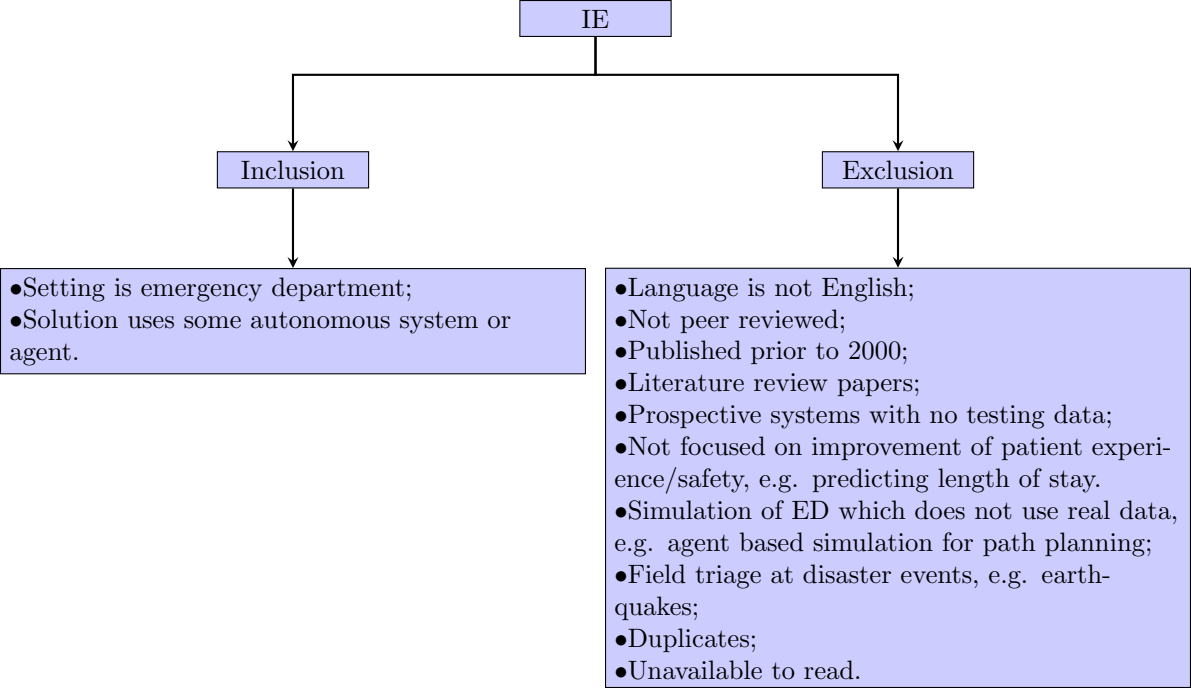 IE
Inclusion
Exclusion
•Setting is emergency department;
•Solution uses some autonomous system or
agent.
•Language is not English;
•Not peer reviewed;
•Published prior to 2000;
•Literature review papers;
•Prospective systems with no testing data;
•Not focused on improvement of patient experi-
ence/safety, e.g. predicting length of stay.
•Simulation of ED which does not use real data,
e.g. agent based simulation for path planning;
•Field triage at disaster events, e.g. earth-
quakes;
•Duplicates;
•Unavailable to read.